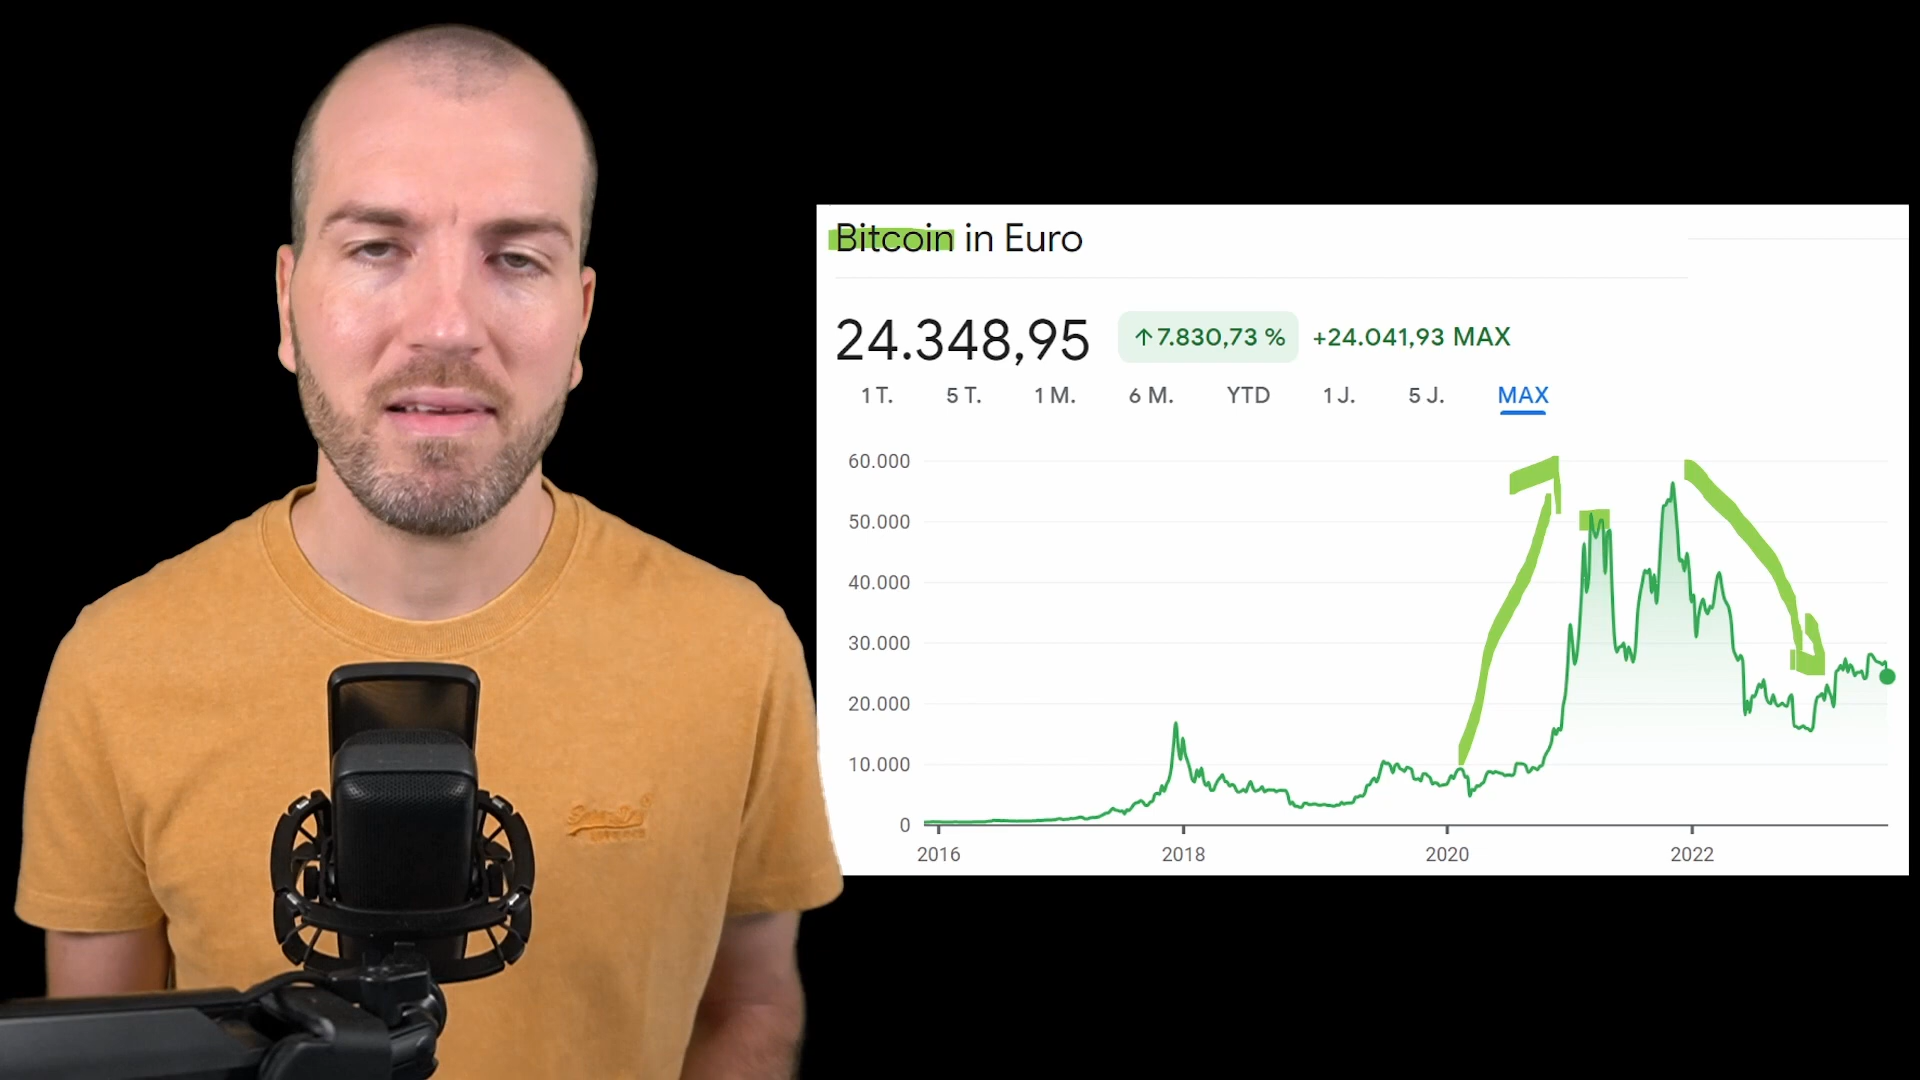 Bitcoin in Euro
24.348,95 ↑7.830,73 % +24.041,93 MAX
1 T. 5 T. 1 M. 6 M. YTD 1 J. 5 J. MAX
60.000
50.000
40.000
30.000
20.000
10.000
0
2016 2018 2020 2022